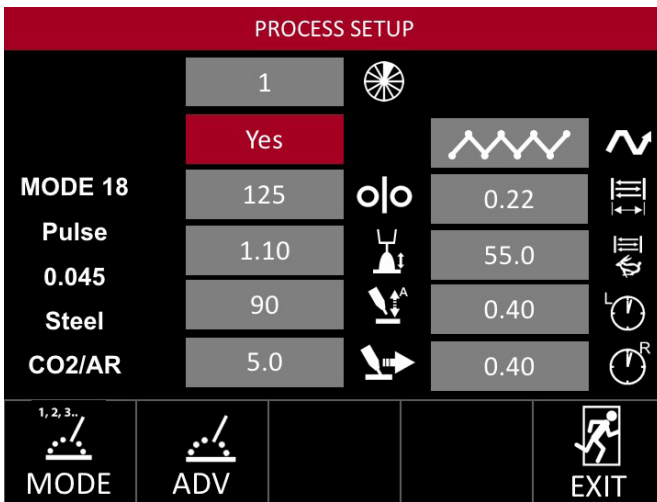 PROCESS SETUP
1
Yes
MODE 18
125
0.22
Pulse
1.10
55.0
0.045
90
A
0.40
L
Steel
CO2/AR
5.0
0.40
R
1, 2, 3..
MODE
ADV
EXIT